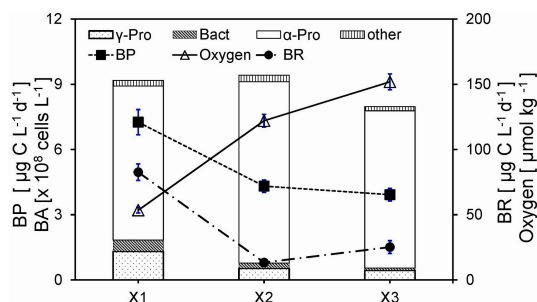 12
200
γ-Pro Bact α-Pro other
BP Oxygen BR
9
150
6
100
3
50
0
0
X1 X2 X3
BP [ µg C L⁻¹ d⁻¹]
BA [x 10⁸ cells L⁻¹]
BR [ µg C L⁻¹ d⁻¹]
Oxygen [ µmol kg⁻¹]